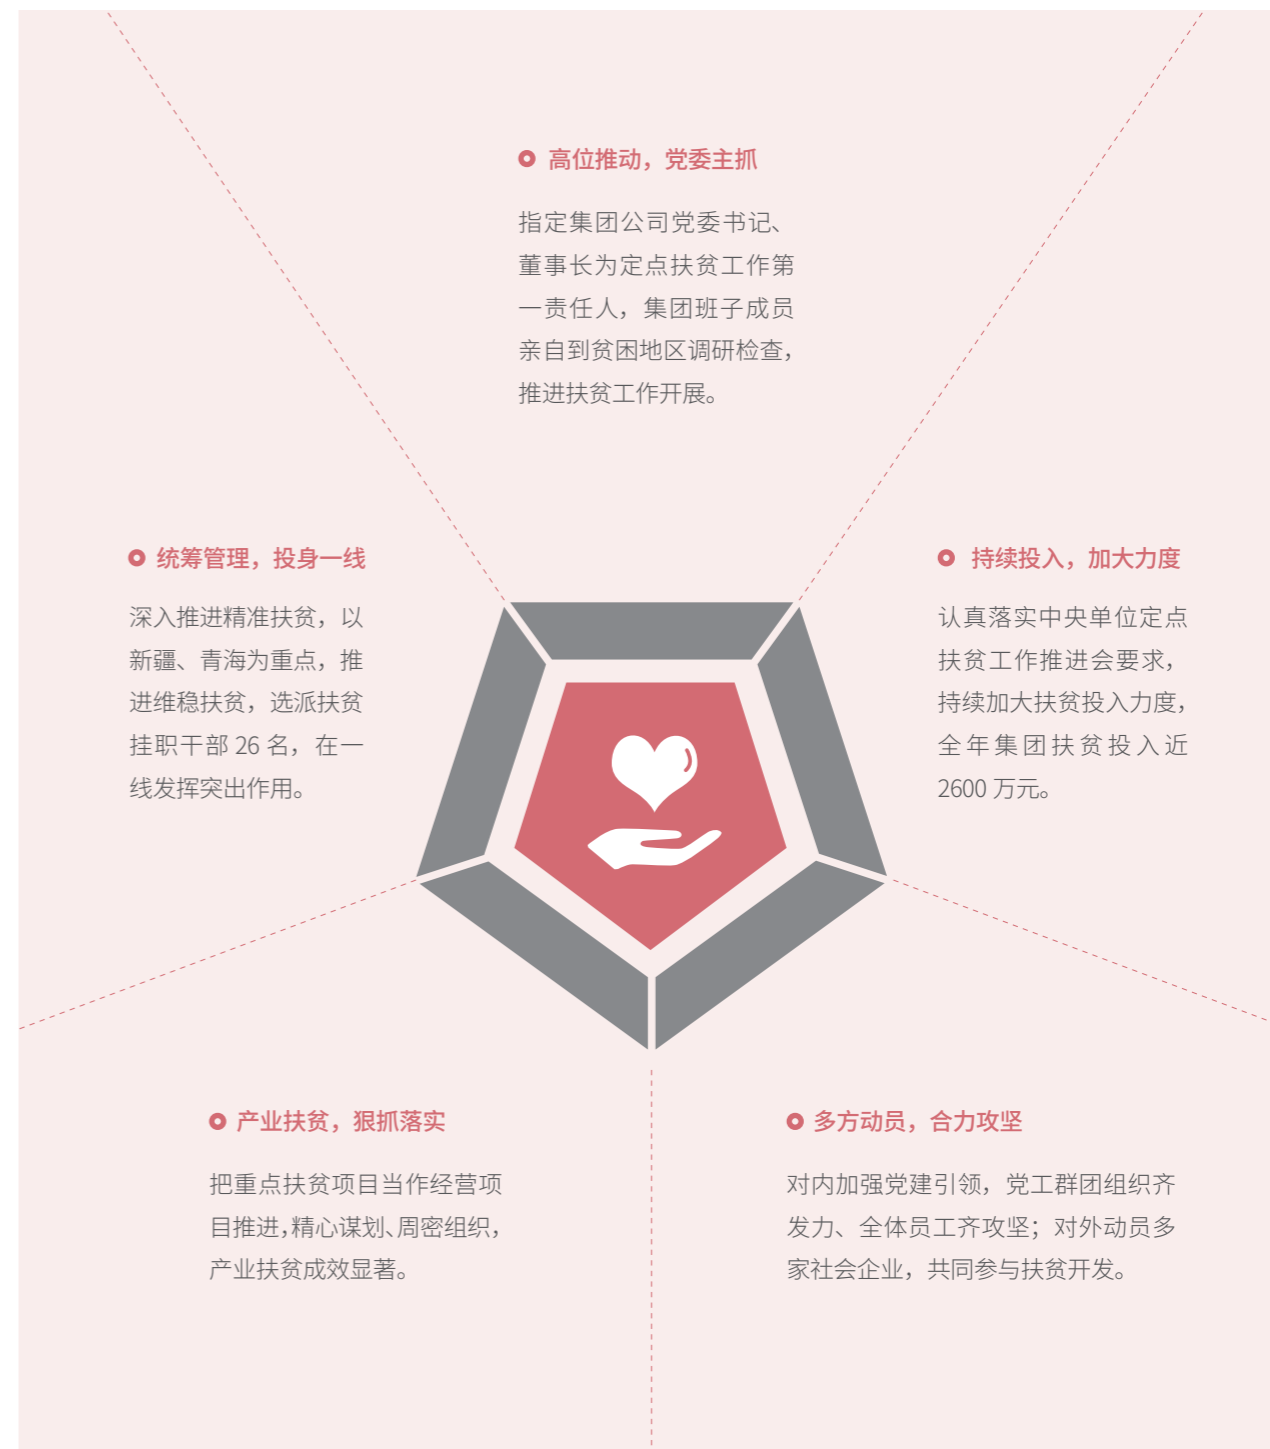 高位推动，党委主抓
指定集团公司党委书记、
董事长为定点扶贫工作第
一责任人，集团班子成员
亲自到贫困地区调研检查，
推进扶贫工作开展。
统筹管理，投身一线
深入推进精准扶贫，以
新疆、青海为重点，推
进维稳扶贫，选派扶贫
挂职干部 26 名，在一
线发挥突出作用。
持续投入，加大力度
认真落实中央单位定点
扶贫工作推进会要求，
持续加大扶贫投入力度，
全年集团扶贫投入近
2600 万元。
产业扶贫，狠抓落实
把重点扶贫项目当作经营项
目推进，精心谋划、周密组织，
产业扶贫成效显著。
多方动员，合力攻坚
对内加强党建引领，党工群团组织齐
发力、全体员工齐攻坚；对外动员多
家社会企业，共同参与扶贫开发。